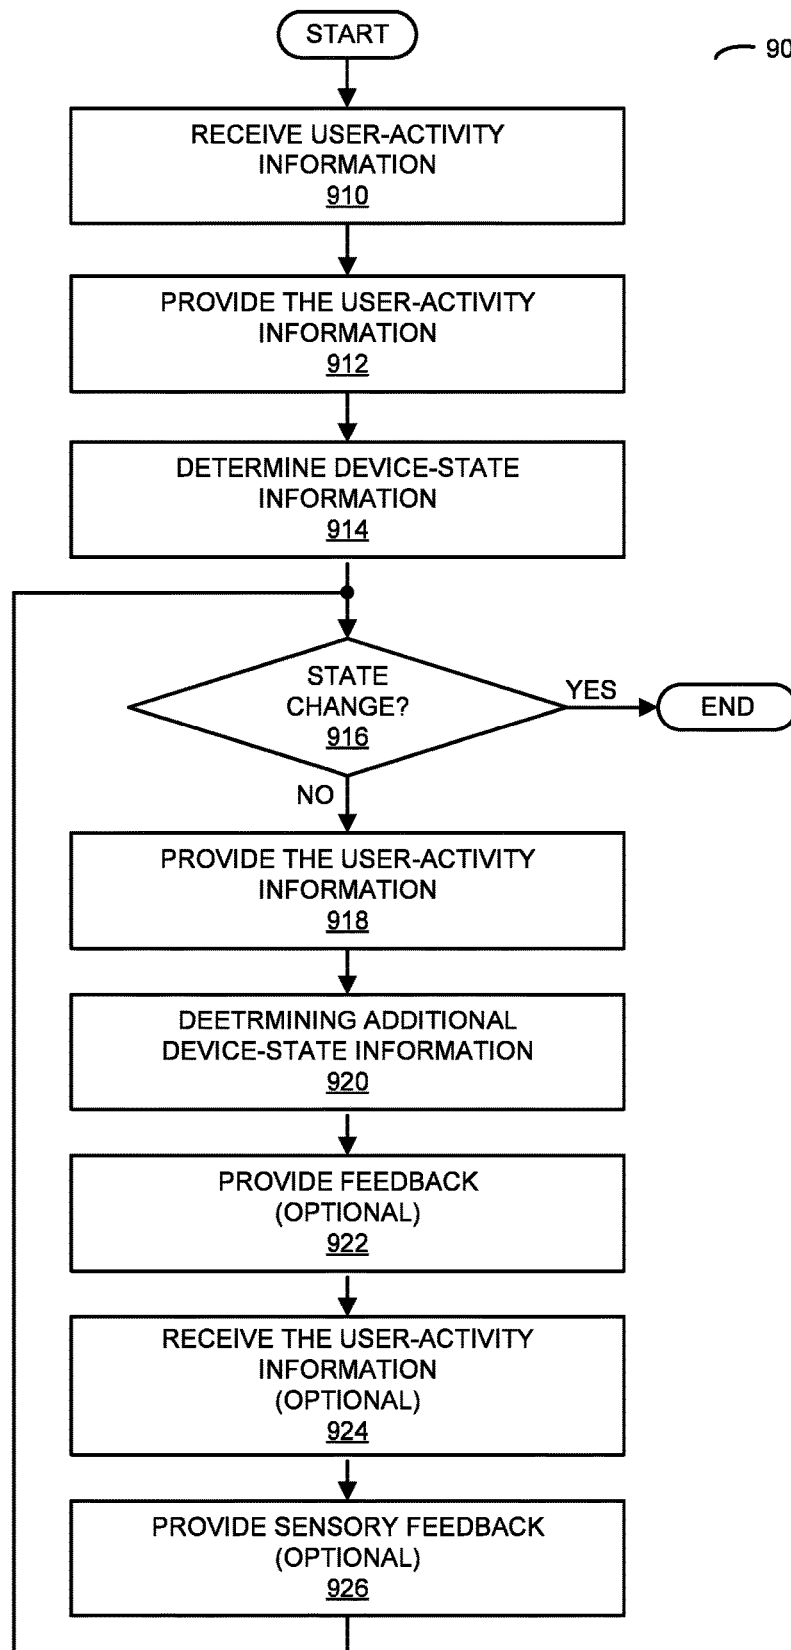 START
90
RECEIVE USER-ACTIVITY
INFORMATION
910
PROVIDE THE USER-ACTIVITY
INFORMATION
912
DETERMINE DEVICE-STATE
INFORMATION
914
STATE
CHANGE?
916
YES
END
NO
PROVIDE THE USER-ACTIVITY
INFORMATION
918
DEETRMINING ADDITIONAL
DEVICE-STATE INFORMATION
920
PROVIDE FEEDBACK
(OPTIONAL)
922
RECEIVE THE USER-ACTIVITY
INFORMATION
(OPTIONAL)
924
PROVIDE SENSORY FEEDBACK
(OPTIONAL)
926